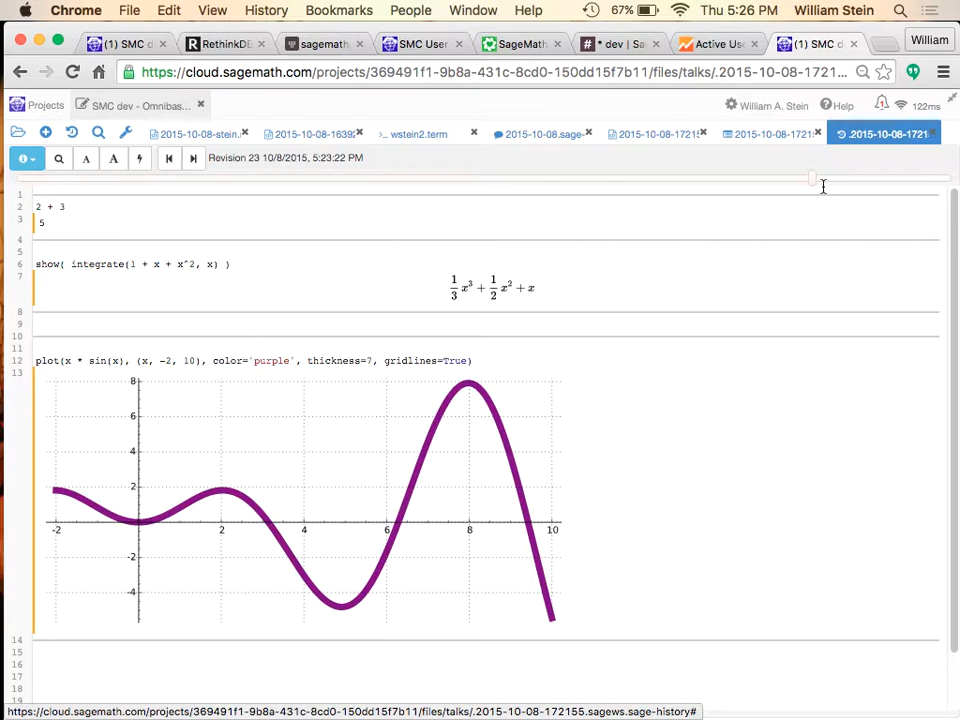 Chrome File Edit View History Bookmarks People Window Help 67% Thu 5:26 PM William Stein
(1) SMC d RethinkD sagemath. SMC User SageMath * dev | Sa Active Use (1) SMC d William
https://cloud.sagemath.com/projects/369491f1-9b8a-431c-8cd0-150dd15f7b11/files/talks/.2015-10-08-1721
Projects SMC dev - Omnibas... William A. Stein Help 122ms
2015-10-08-stein. 2015-10-08-1639 wstein2.term 2015-10-08.sage- 2015-10-08-1721 2015-10-08-1721 .2015-10-08-1721
A A Revision 23 10/8/2015, 5:23:22 PM
1
2 2 + 3
3 5
4
5
6 show( integrate(1 + x + x^2, x) )
7 1/3 x³ + 1/2 x² + x
8
9
10
11
12 plot(x * sin(x), (x, -2, 10), color='purple', thickness=7, gridlines=True)
13
8
6
4
2
-2 2 4 6 8 10
-2
-4
14
15
16
17
18
19
https://cloud.sagemath.com/projects/369491f1-9b8a-431c-8cd0-150dd15f7b11/files/talks/.2015-10-08-172155.sagews.sage-history#